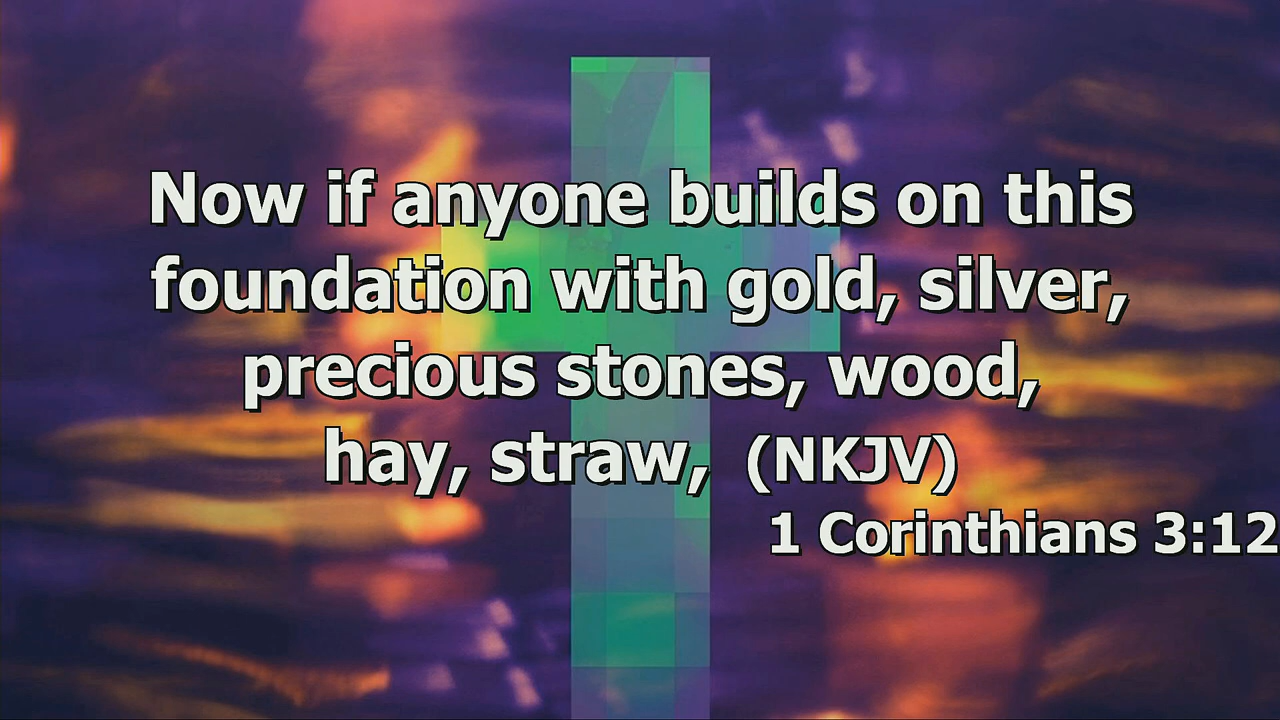 Now if anyone builds on this
foundation with gold, silver,
precious stones, wood,
hay, straw, (NKJV)
1 Corinthians 3:12